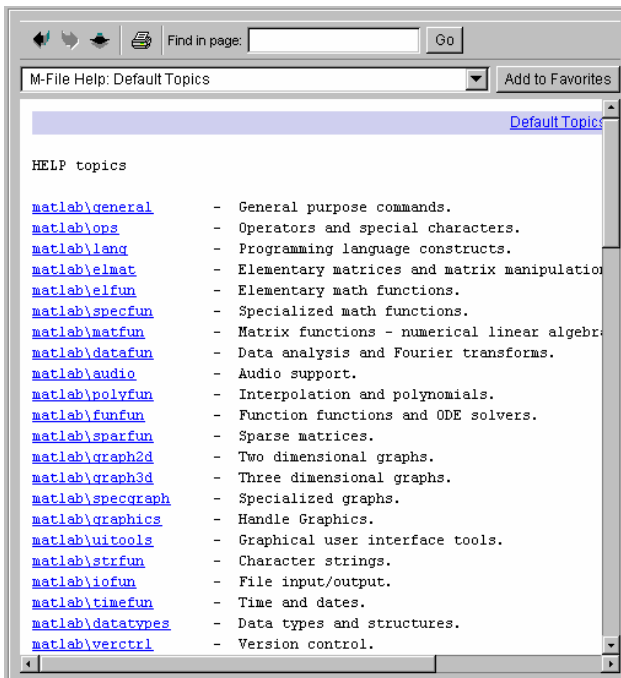 Find in page: Go
M-File Help: Default Topics Add to Favorites
Default Topics
HELP topics
matlab\general - General purpose commands.
matlab\ops - Operators and special characters.
matlab\lang - Programming language constructs.
matlab\elmat - Elementary matrices and matrix manipulation
matlab\elfun - Elementary math functions.
matlab\specfun - Specialized math functions.
matlab\matfun - Matrix functions - numerical linear algebra
matlab\datafun - Data analysis and Fourier transforms.
matlab\audio - Audio support.
matlab\polyfun - Interpolation and polynomials.
matlab\funfun - Function functions and ODE solvers.
matlab\sparfun - Sparse matrices.
matlab\graph2d - Two dimensional graphs.
matlab\graph3d - Three dimensional graphs.
matlab\specgraph - Specialized graphs.
matlab\graphics - Handle Graphics.
matlab\uitools - Graphical user interface tools.
matlab\strfun - Character strings.
matlab\iofun - File input/output.
matlab\timefun - Time and dates.
matlab\datatypes - Data types and structures.
matlab\verctrl - Version control.